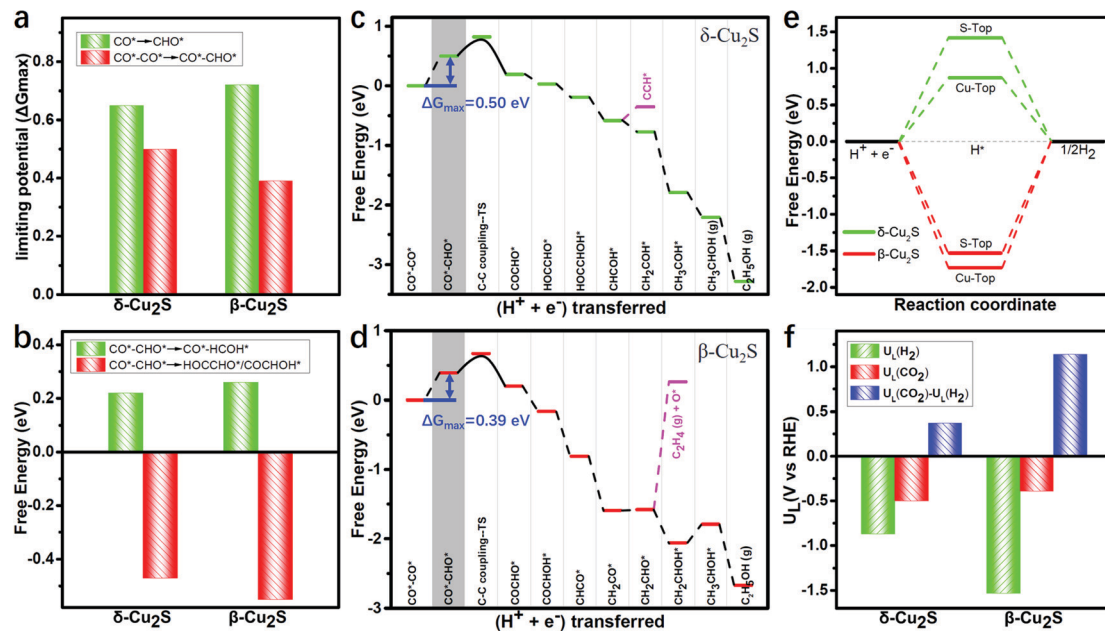 a
limiting potential (ΔGmax)
0.8
0.6
0.4
0.2
0.0
CO*→CHO*
CO*-CO*→CO*-CHO*
δ-Cu₂S
β-Cu₂S
c
δ-Cu₂S
Free Energy (eV)
1
0
-1
-2
-3
ΔGmax=0.50 eV
CCH*
CO*-CO*
CO*-CHO*
C-C coupling--TS
COCHO*
HOCCHO*
HOCCHOH*
CHCOH*
CH₂COH*
CH₃COH*
CH₃CHOH (g)
C₂H₅OH (g)
(H⁺ + e⁻) transferred
e
Free Energy (eV)
1.5
1.0
0.5
0.0
-0.5
-1.0
-1.5
-2.0
S-Top
Cu-Top
H⁺ + e⁻
H*
1/2H₂
δ-Cu₂S
β-Cu₂S
S-Top
Cu-Top
Reaction coordinate
b
Free Energy (eV)
0.4
0.2
0.0
-0.2
-0.4
CO*-CHO*→CO*-HCOH*
CO*-CHO*→HOCCHO*/COCHOH*
δ-Cu₂S
β-Cu₂S
d
β-Cu₂S
Free Energy (eV)
1
0
-1
-2
-3
ΔGmax=0.39 eV
C₂H₄ (g) + O*
CO*-CO*
CO*-CHO*
C-C coupling--TS
COCHO*
COCHOH*
CHCO*
CH₂CO*
CH₂CHO*
CH₂CHOH*
CH₃CHOH*
C₂H₅OH (g)
(H⁺ + e⁻) transferred
f
U_L(V vs RHE)
1.0
0.5
0.0
-0.5
-1.0
-1.5
U_L(H₂)
U_L(CO₂)
U_L(CO₂)-U_L(H₂)
δ-Cu₂S
β-Cu₂S